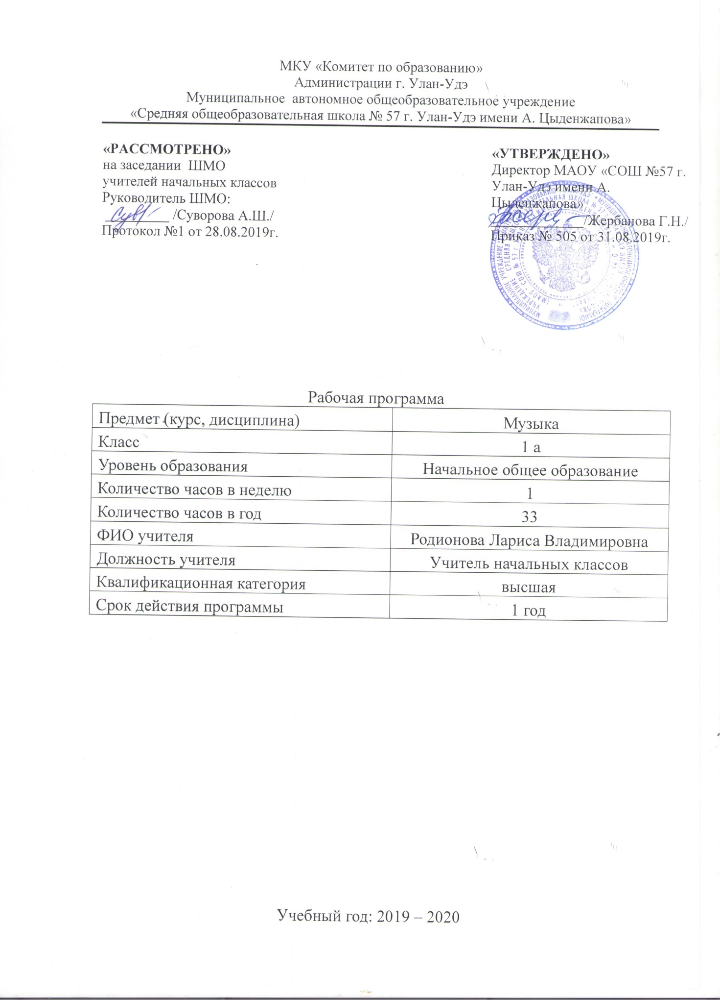 МКУ «Комитет по образованию»
Администрации г. Улан-Удэ
Муниципальное  автономное общеобразовательное учреждение
«Средняя общеобразовательная школа № 57 г. Улан-Удэ имени А. Цыденжапова»
«РАССМОТРЕНО»
на заседании  ШМО
учителей начальных классов
Руководитель ШМО:
/Суворова А.Ш./
Протокол №1 от 28.08.2019г.
«УТВЕРЖДЕНО»
Директор МАОУ «СОШ №57 г.
Улан-Удэ имени А.
Цыденжапова»
/Жербанова Г.Н./
Приказ № 505 от 31.08.2019г.
Рабочая программа
Предмет (курс, дисциплина) Музыка
Класс 1 а
Уровень образования Начальное общее образование
Количество часов в неделю 1
Количество часов в год 33
ФИО учителя Родионова Лариса Владимировна
Должность учителя Учитель начальных классов
Квалификационная категория высшая
Срок действия программы 1 год
Учебный год: 2019 – 2020